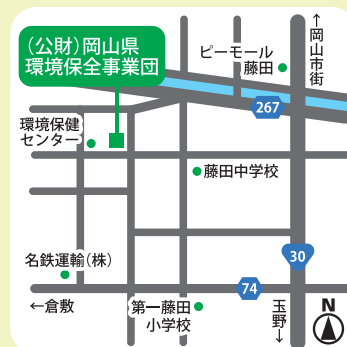 (公財)岡山県
環境保全事業団
ピーモール
藤田
↑岡山市街
267
環境保健
センター
藤田中学校
30
名鉄運輸(株)
74
←倉敷
第一藤田
小学校
玉野↓
N